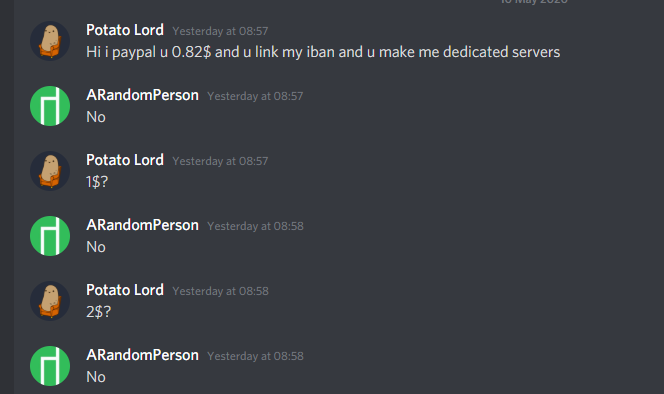 Potato Lord Yesterday at 08:57
Hi i paypal u 0.82$ and u link my iban and u make me dedicated servers
ARandomPerson Yesterday at 08:57
No
Potato Lord Yesterday at 08:57
1$?
ARandomPerson Yesterday at 08:58
No
Potato Lord Yesterday at 08:58
2$?
ARandomPerson Yesterday at 08:58
No